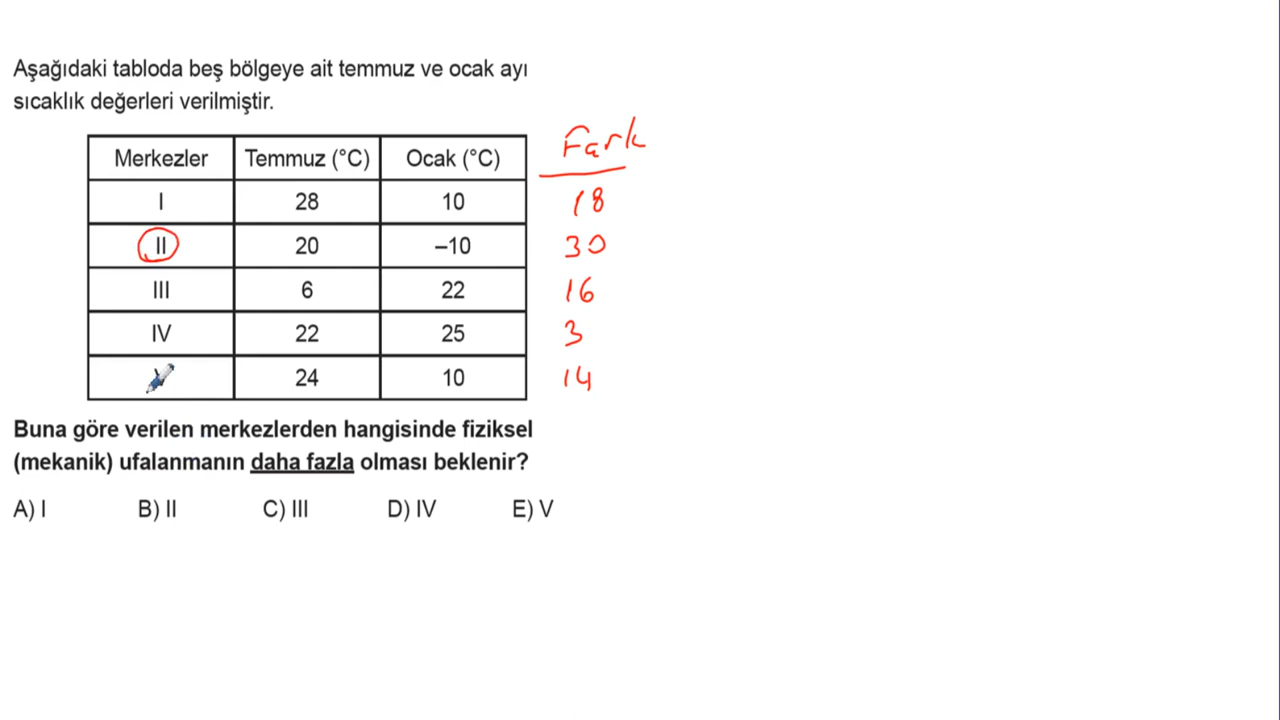 Aşağıdaki tabloda beş bölgeye ait temmuz ve ocak ayı
sıcaklık değerleri verilmiştir.
Merkezler Temmuz (°C) Ocak (°C) Fark
I 28 10 18
II 20 –10 30
III 6 22 16
IV 22 25 3
24 10 14
Buna göre verilen merkezlerden hangisinde fiziksel
(mekanik) ufalanmanın daha fazla olması beklenir?
A) I B) II C) III D) IV E) V